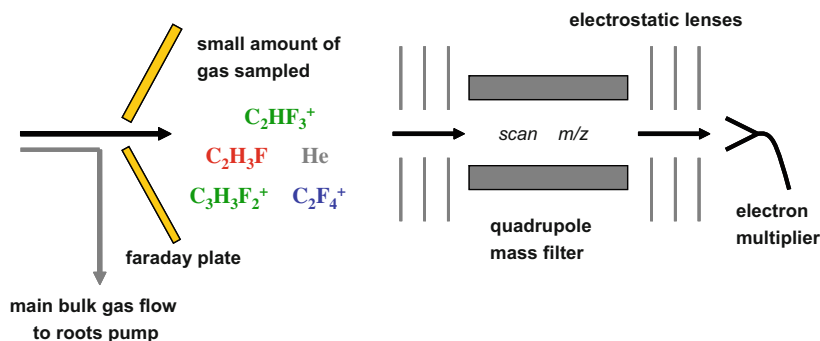 small amount of
gas sampled
C₂HF₃⁺
C₂H₃F He
C₃H₃F₂⁺ C₂F₄⁺
faraday plate
main bulk gas flow
to roots pump
electrostatic lenses
scan m/z
quadrupole
mass filter
electron
multiplier